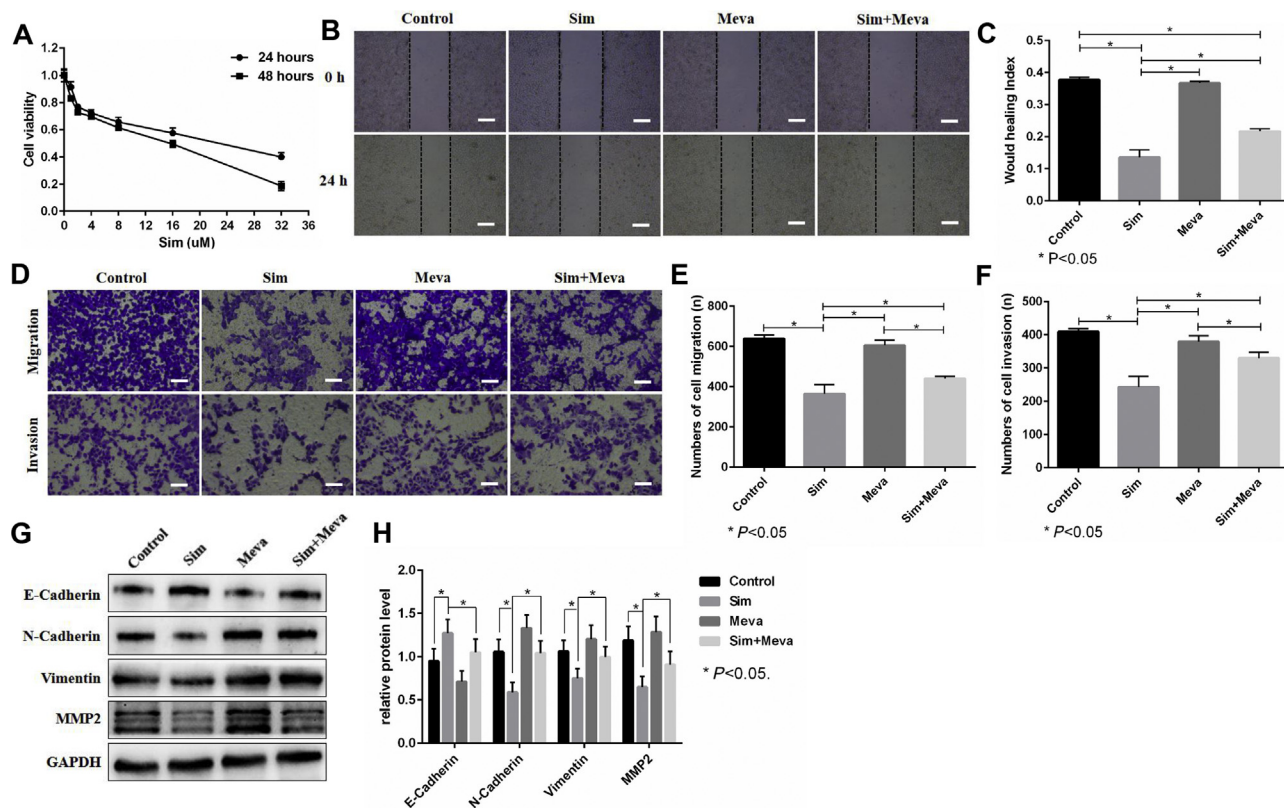 A
24 hours
48 hours
1.2
1.0
0.8
0.6
0.4
0.2
0.0
Cell viability
0 4 8 12 16 20 24 28 32 36
Sim (uM)
B
Control Sim Meva Sim+Meva
0 h
24 h
C
0.4
0.3
0.2
0.1
0.0
Would healing Index
* * * *
Control Sim Meva Sim+Meva
* P<0.05
D
Control Sim Meva Sim+Meva
Migration
Invasion
E
800
600
400
200
0
Numbers of cell migration (n)
* * * *
Control Sim Meva Sim+Meva
* P<0.05
F
500
400
300
200
100
0
Numbers of cell invasion (n)
* * * *
Control Sim Meva Sim+Meva
* P<0.05
G
Control Sim Meva Sim+Meva
E-Cadherin
N-Cadherin
Vimentin
MMP2
GAPDH
H
2.0
1.5
1.0
0.5
0.0
relative protein level
* * * * * * * *
E-Cadherin N-Cadherin Vimentin MMP2
Control
Sim
Meva
Sim+Meva
* P<0.05.